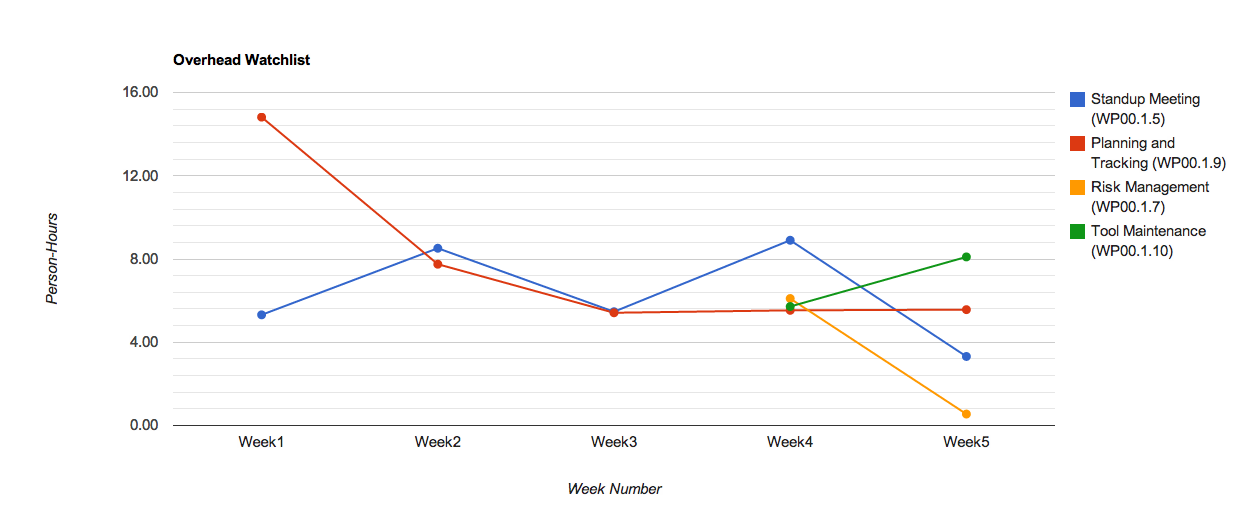 Overhead Watchlist
16.00
12.00
8.00
4.00
0.00
Person-Hours
Week1
Week2
Week3
Week4
Week5
Week Number
Standup Meeting
(WP00.1.5)
Planning and
Tracking (WP00.1.9)
Risk Management
(WP00.1.7)
Tool Maintenance
(WP00.1.10)